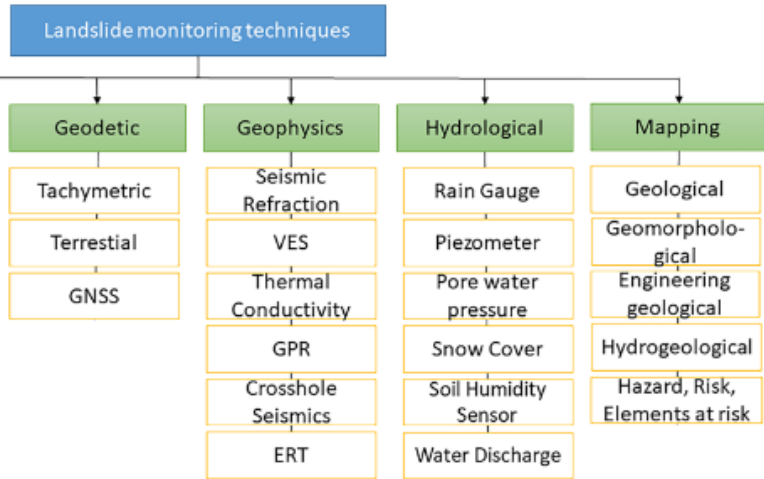 Landslide monitoring techniques
Geodetic
Tachymetric
Terrestial
GNSS
Geophysics
Seismic
Refraction
VES
Thermal
Conductivity
GPR
Crosshole
Seismics
ERT
Hydrological
Rain Gauge
Piezometer
Pore water
pressure
Snow Cover
Soil Humidity
Sensor
Water Discharge
Mapping
Geological
Geomorpholo-
gical
Engineering
geological
Hydrogeological
Hazard, Risk,
Elements at risk